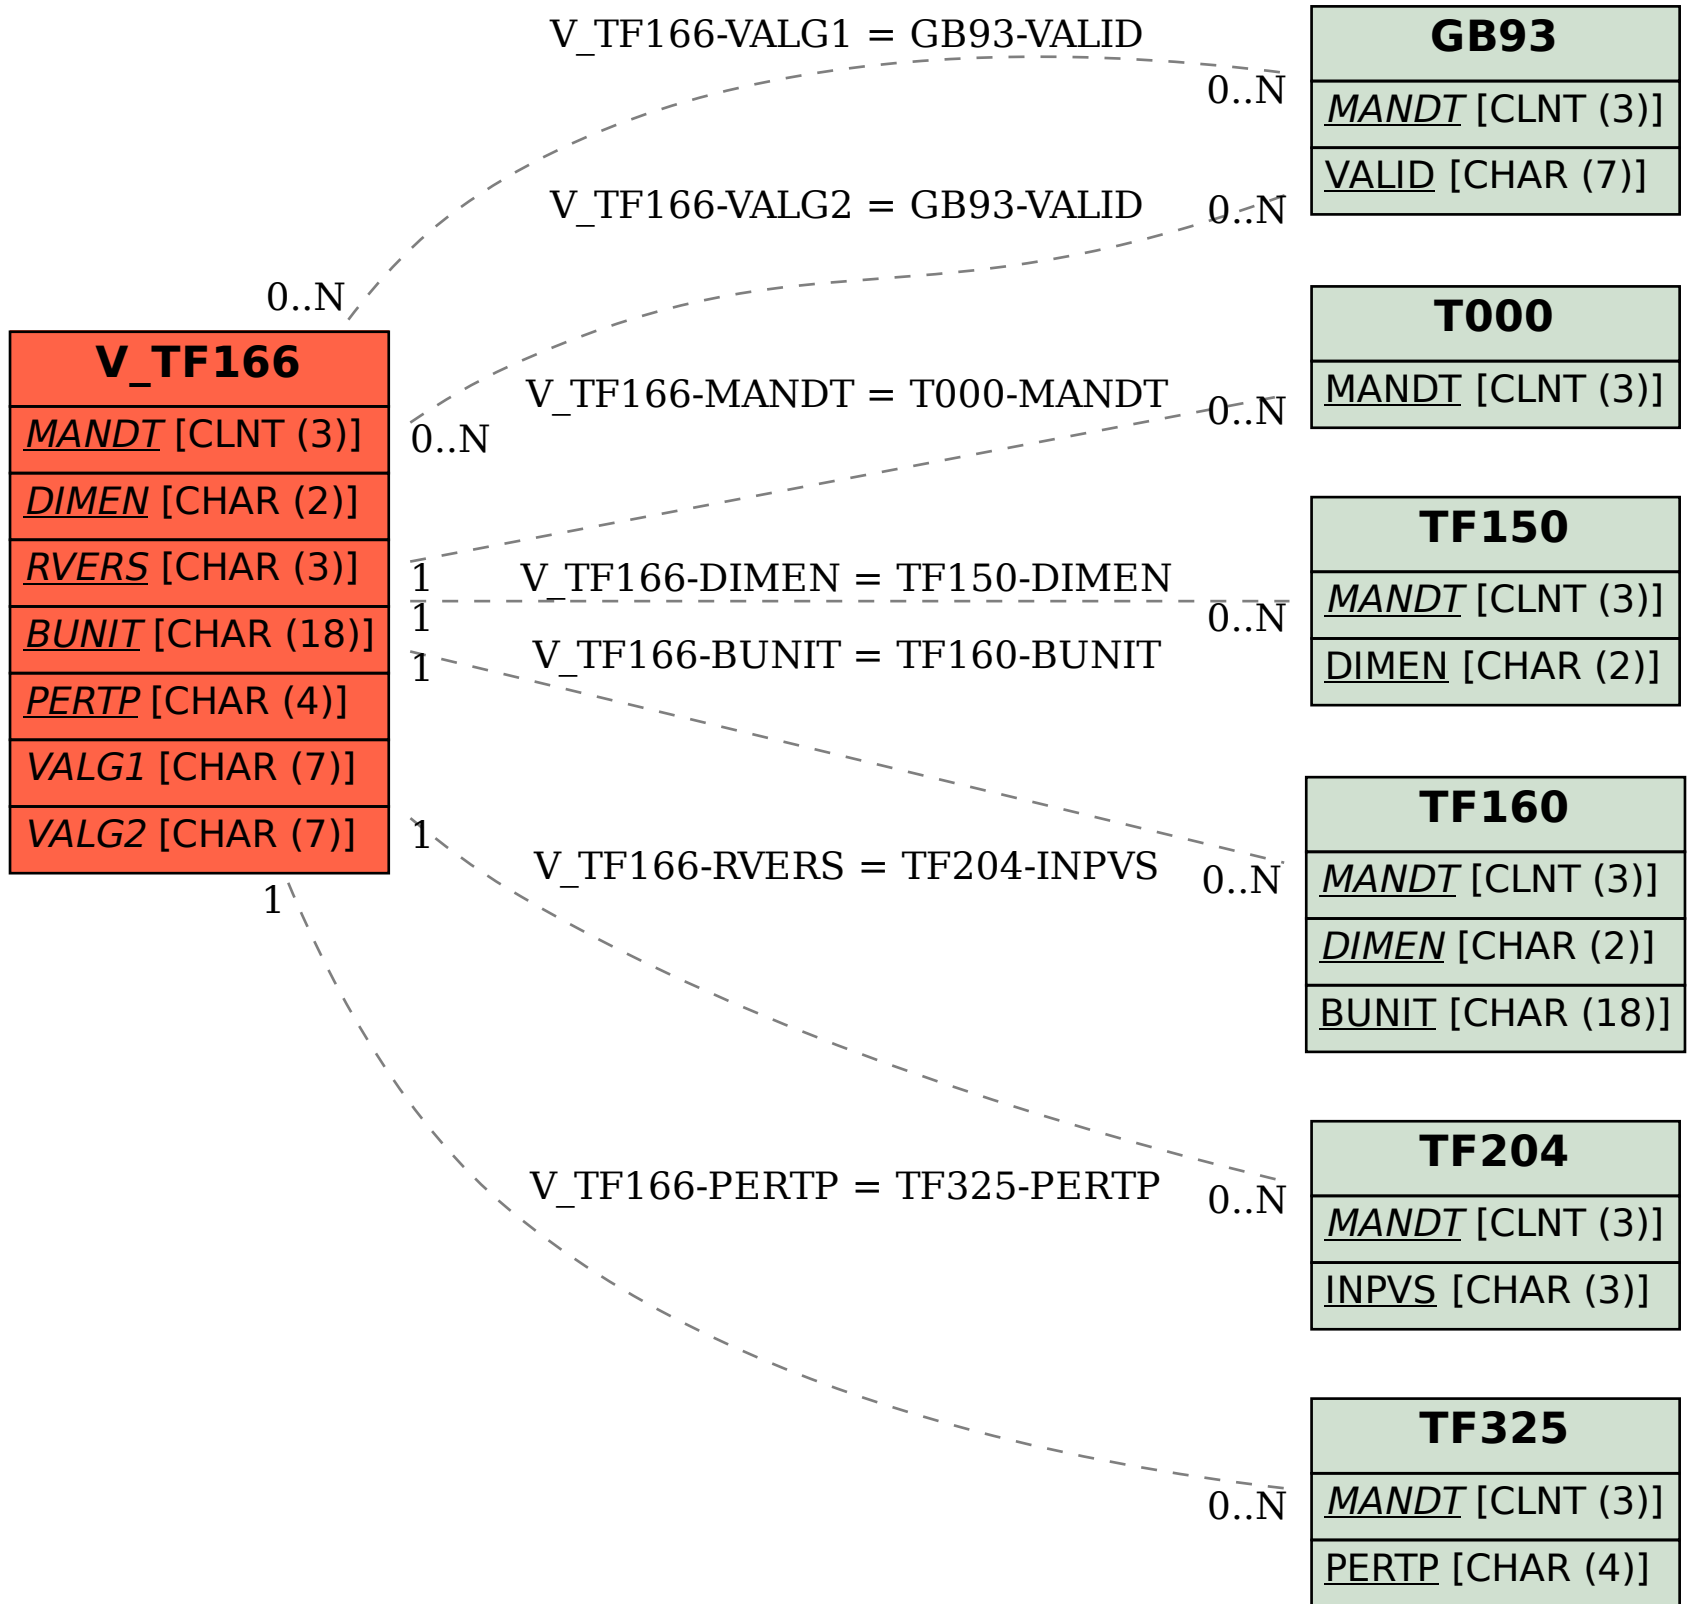 V_TF166-VALG1 = GB93-VALID
0..N
GB93
MANDT [CLNT (3)]
VALID [CHAR (7)]
V_TF166-VALG2 = GB93-VALID
0..N
0..N
V_TF166
MANDT [CLNT (3)]
DIMEN [CHAR (2)]
RVERS [CHAR (3)]
BUNIT [CHAR (18)]
PERTP [CHAR (4)]
VALG1 [CHAR (7)]
VALG2 [CHAR (7)]
0..N
V_TF166-MANDT = T000-MANDT
0..N
T000
MANDT [CLNT (3)]
1
V_TF166-DIMEN = TF150-DIMEN
1
0..N
TF150
MANDT [CLNT (3)]
DIMEN [CHAR (2)]
V_TF166-BUNIT = TF160-BUNIT
1
0..N
TF160
MANDT [CLNT (3)]
DIMEN [CHAR (2)]
BUNIT [CHAR (18)]
1
V_TF166-RVERS = TF204-INPVS
0..N
TF204
MANDT [CLNT (3)]
INPVS [CHAR (3)]
1
V_TF166-PERTP = TF325-PERTP
0..N
TF325
MANDT [CLNT (3)]
PERTP [CHAR (4)]